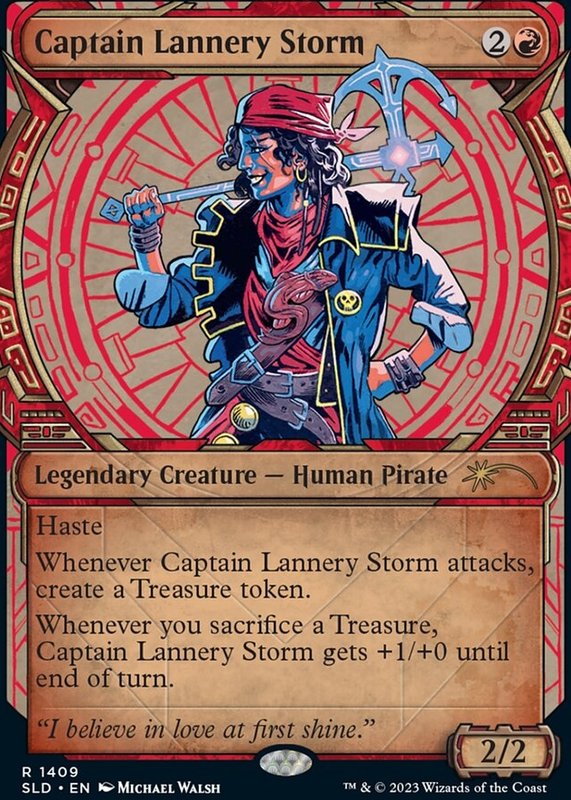 Captain Lannery Storm 2
Legendary Creature — Human Pirate
Haste
Whenever Captain Lannery Storm attacks,
create a Treasure token.
Whenever you sacrifice a Treasure,
Captain Lannery Storm gets +1/+0 until
end of turn.
“I believe in love at first shine.”
2/2
R 1409
SLD • EN Michael Walsh
™ & © 2023 Wizards of the Coast